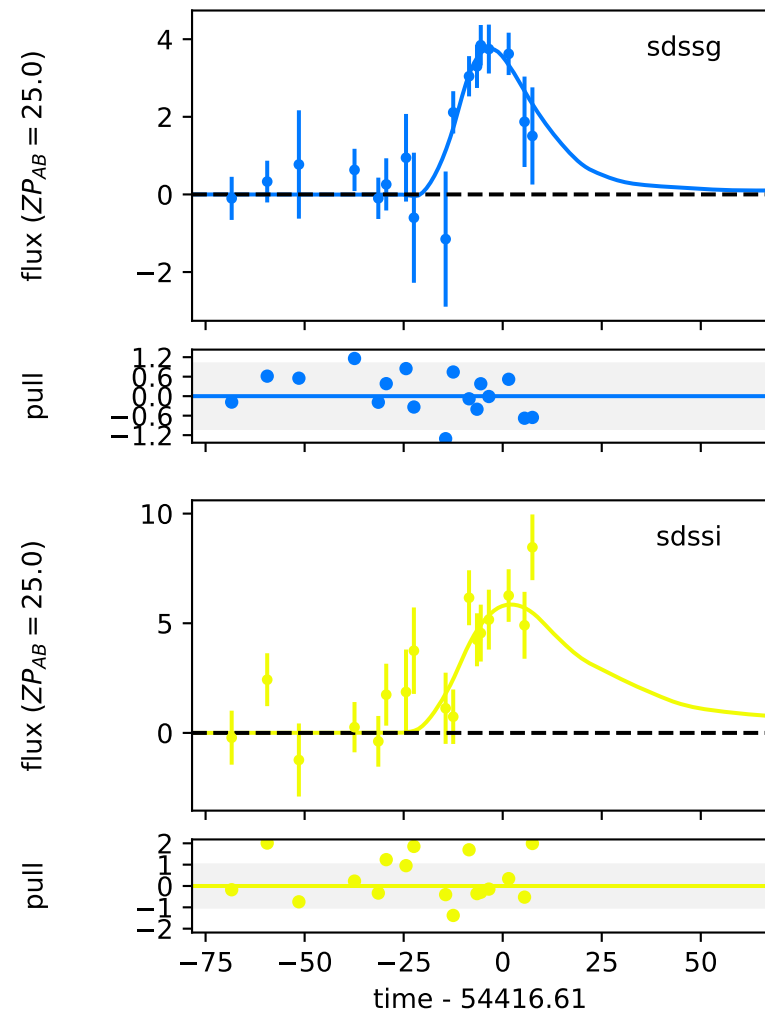 4
2
0
−2
flux (ZP_AB = 25.0)
sdssg
1.2
0.6
0.0
−0.6
−1.2
pull
10
5
0
flux (ZP_AB = 25.0)
sdssi
2
1
0
−1
−2
pull
−75 −50 −25 0 25 50
time - 54416.61